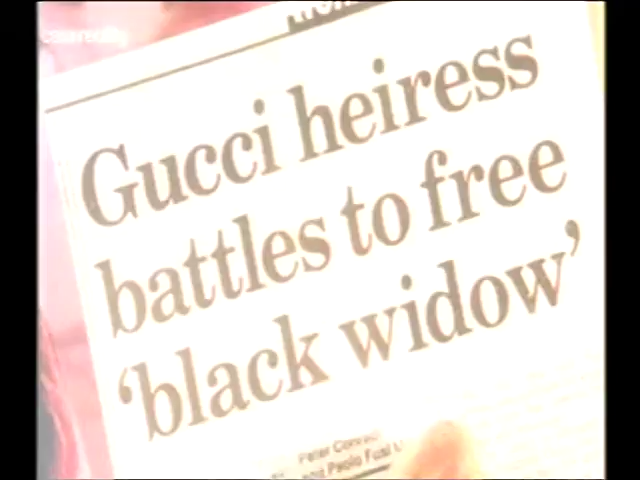 Gucci heiress
battles to free
‘black widow’